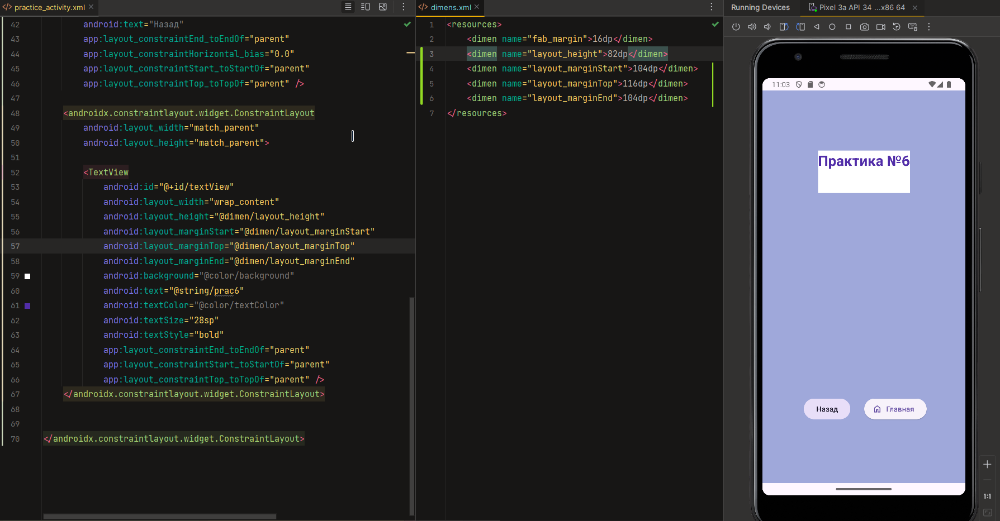 practice_activity.xml
42 android:text="Назад"
43 app:layout_constraintEnd_toEndOf="parent"
44 app:layout_constraintHorizontal_bias="0.0"
45 app:layout_constraintStart_toStartOf="parent"
46 app:layout_constraintTop_toTopOf="parent" />
47
48 <androidx.constraintlayout.widget.ConstraintLayout
49 android:layout_width="match_parent"
50 android:layout_height="match_parent">
51
52 <TextView
53 android:id="@+id/textView"
54 android:layout_width="wrap_content"
55 android:layout_height="@dimen/layout_height"
56 android:layout_marginStart="@dimen/layout_marginStart"
57 android:layout_marginTop="@dimen/layout_marginTop"
58 android:layout_marginEnd="@dimen/layout_marginEnd"
59 android:background="@color/background"
60 android:text="@string/prac6"
61 android:textColor="@color/textColor"
62 android:textSize="28sp"
63 android:textStyle="bold"
64 app:layout_constraintEnd_toEndOf="parent"
65 app:layout_constraintStart_toStartOf="parent"
66 app:layout_constraintTop_toTopOf="parent" />
67 </androidx.constraintlayout.widget.ConstraintLayout>
68
69
70 </androidx.constraintlayout.widget.ConstraintLayout>
dimens.xml
1 <resources>
2 <dimen name="fab_margin">16dp</dimen>
3 <dimen name="layout_height">82dp</dimen>
4 <dimen name="layout_marginStart">104dp</dimen>
5 <dimen name="layout_marginTop">116dp</dimen>
6 <dimen name="layout_marginEnd">104dp</dimen>
7 </resources>
Running Devices
Pixel 3a API 34 ...x86 64
11:03
Практика №6
Назад
Главная
1:1